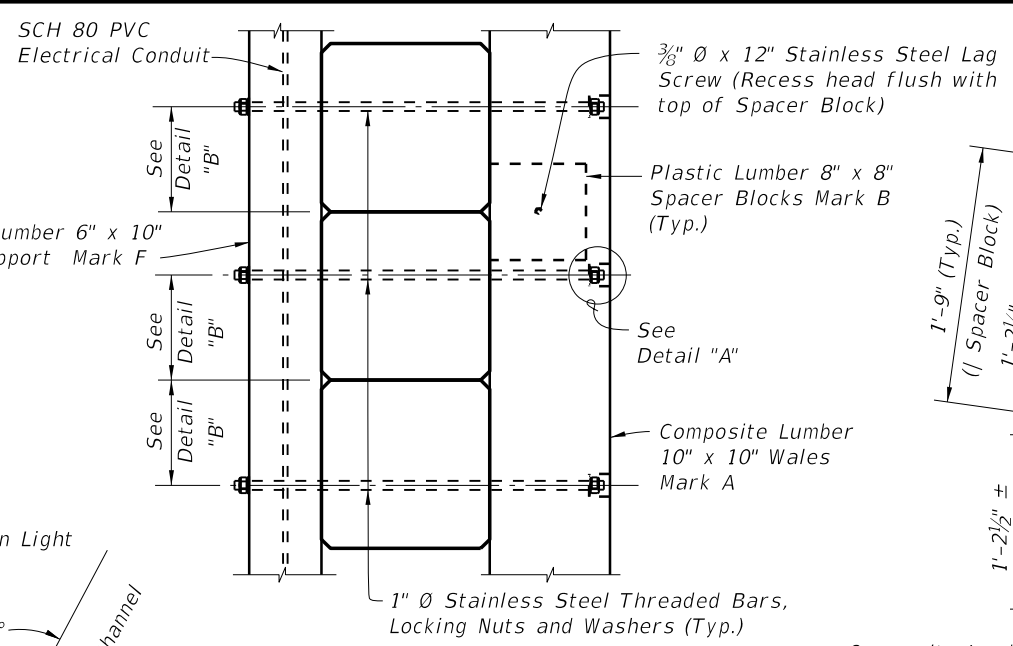 SCH 80 PVC
Electrical Conduit
⅜" Ø x 12" Stainless Steel Lag
Screw (Recess head flush with
top of Spacer Block)
See
Detail
"B"
Plastic Lumber 8" x 8"
Spacer Blocks Mark B
(Typ.)
umber 6" x 10"
pport Mark F
See
Detail
"B"
See
Detail "A"
See
Detail
"B"
Composite Lumber
10" x 10" Wales
Mark A
1'-9" (Typ.)
(| Spacer Block)
1'-2½" ±
n Light
hannel
1" Ø Stainless Steel Threaded Bars,
Locking Nuts and Washers (Typ.)